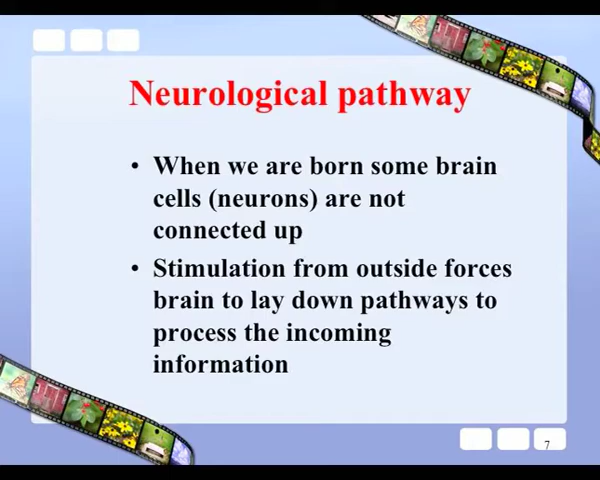 Neurological pathway
• When we are born some brain
cells (neurons) are not
connected up
• Stimulation from outside forces
brain to lay down pathways to
process the incoming
information
7